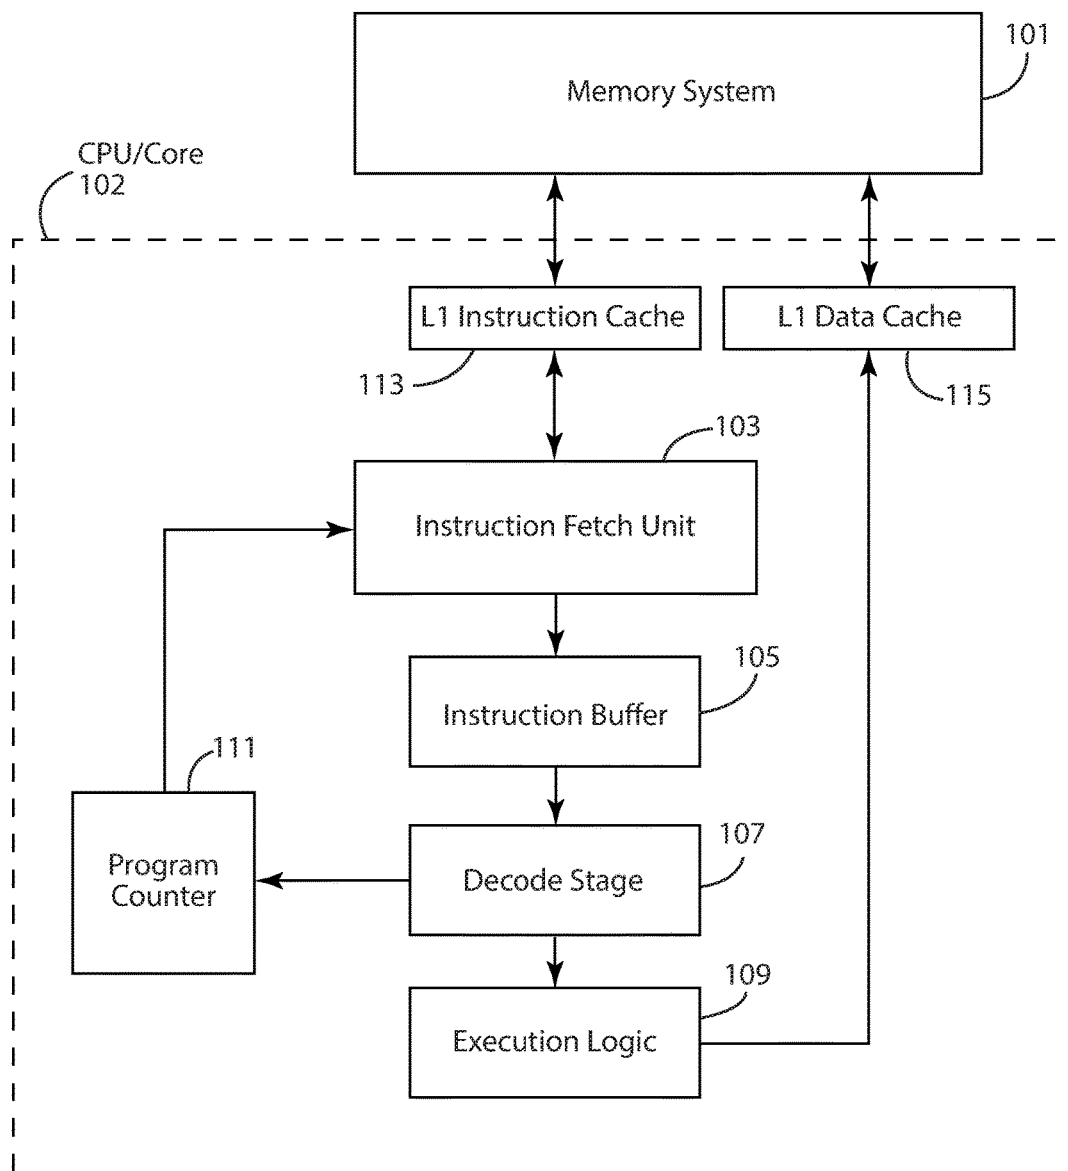 101
Memory System
CPU/Core
102
L1 Instruction Cache
L1 Data Cache
113
115
103
Instruction Fetch Unit
105
Instruction Buffer
111
107
Program
Counter
Decode Stage
109
Execution Logic